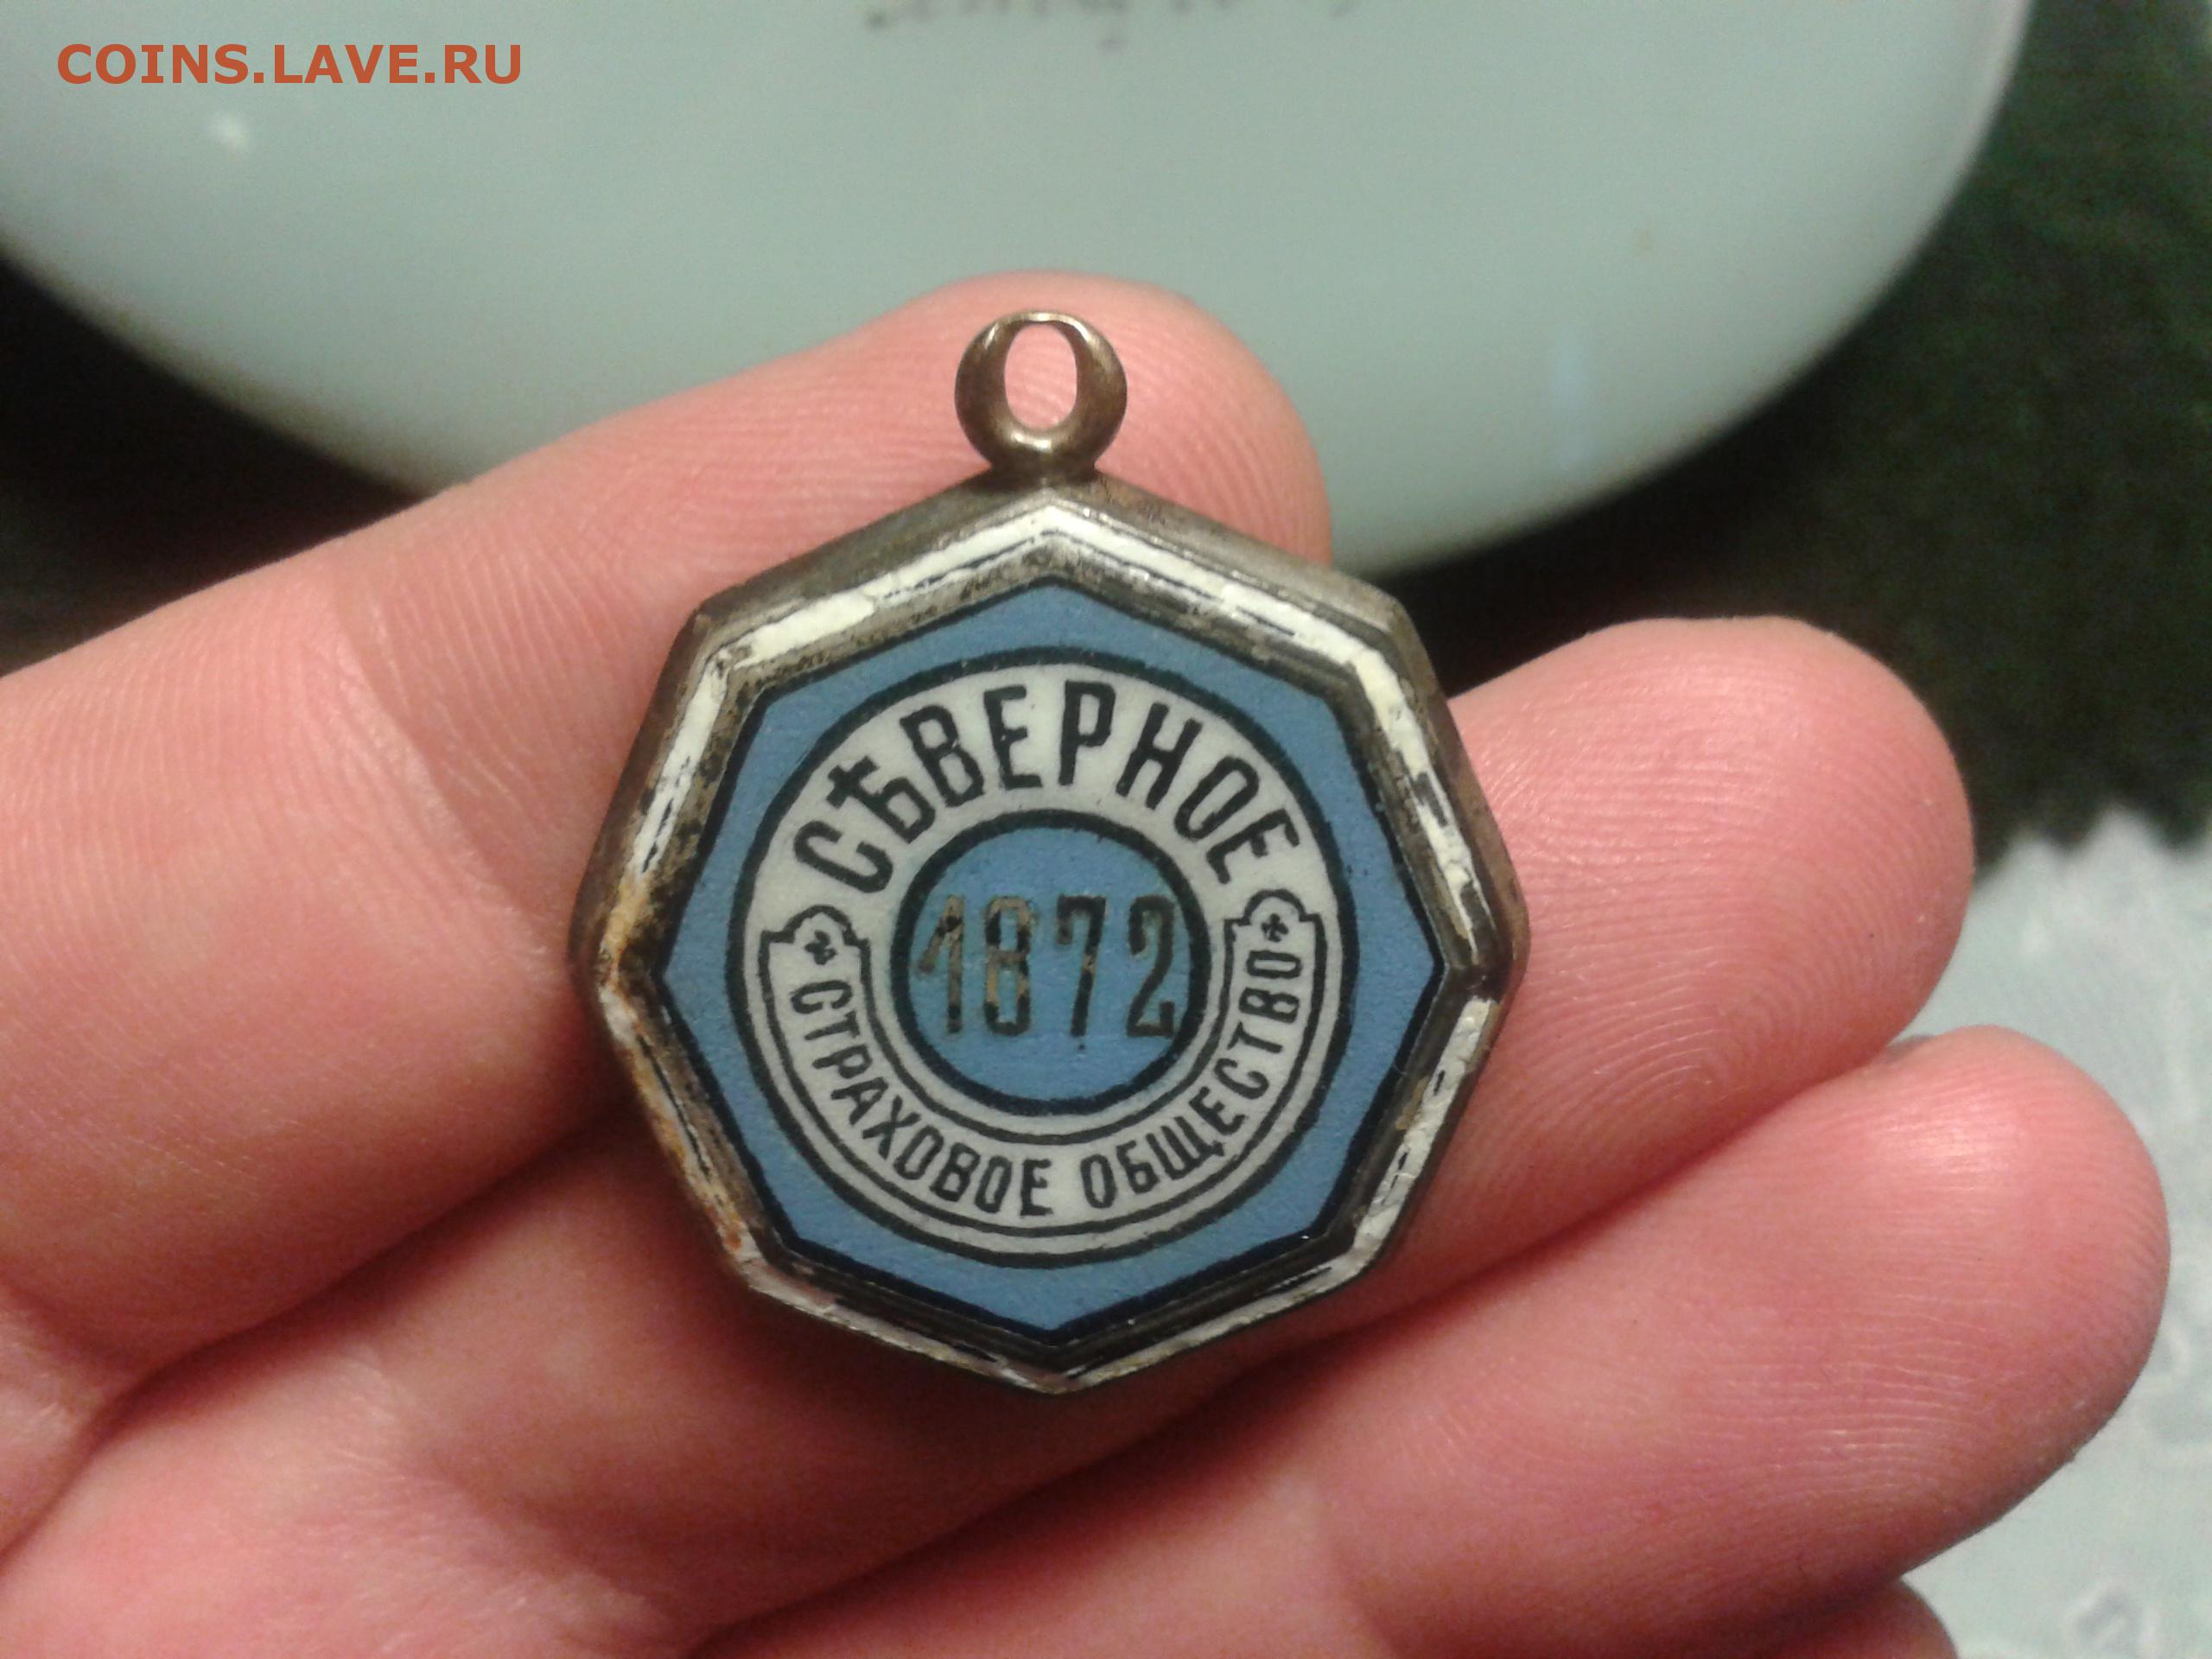 COINS.LAVE.RU
СѢВЕРНОЕ
1872
СТРАХОВОЕ ОБЩЕСТВО